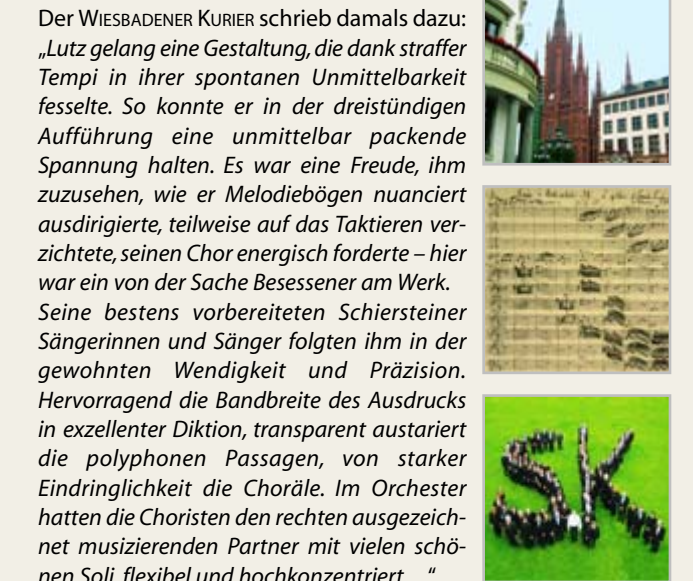 Der WIESBADENER KURIER schrieb damals dazu:
„Lutz gelang eine Gestaltung, die dank straffer
Tempi in ihrer spontanen Unmittelbarkeit
fesselte. So konnte er in der dreistündigen
Aufführung eine unmittelbar packende
Spannung halten. Es war eine Freude, ihm
zuzusehen, wie er Melodiebögen nuanciert
ausdirigierte, teilweise auf das Taktieren ver-
zichtete, seinen Chor energisch forderte – hier
war ein von der Sache Besessener am Werk.
Seine bestens vorbereiteten Schiersteiner
Sängerinnen und Sänger folgten ihm in der
gewohnten Wendigkeit und Präzision.
Hervorragend die Bandbreite des Ausdrucks
in exzellenter Diktion, transparent austariert
die polyphonen Passagen, von starker
Eindringlichkeit die Choräle. Im Orchester
hatten die Choristen den rechten ausgezeich-
net musizierenden Partner mit vielen schö-
nen Soli, flexibel und hochkonzentriert ...“
SK